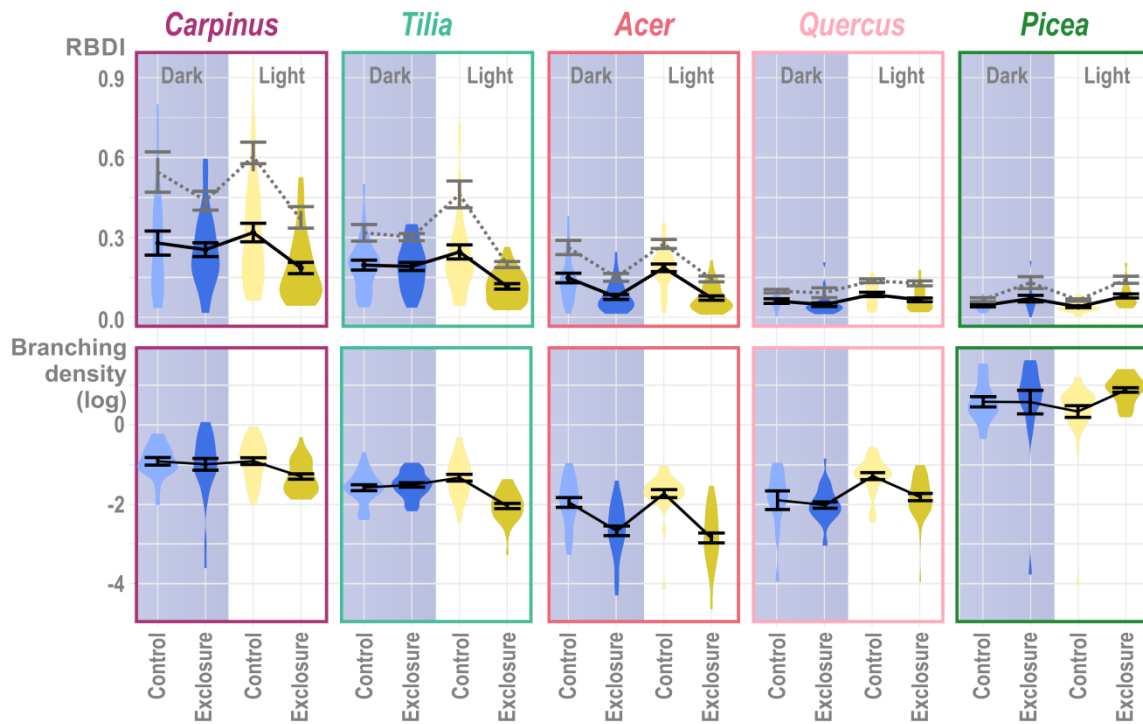 Carpinus Tilia Acer Quercus Picea
RBDI
Dark Light Dark Light Dark Light Dark Light Dark Light
0.9
0.6
0.3
0.0
Branching
density
(log)
0
-2
-4
Control Exclosure Control Exclosure Control Exclosure Control Exclosure Control Exclosure Control Exclosure Control Exclosure Control Exclosure Control Exclosure Control Exclosure